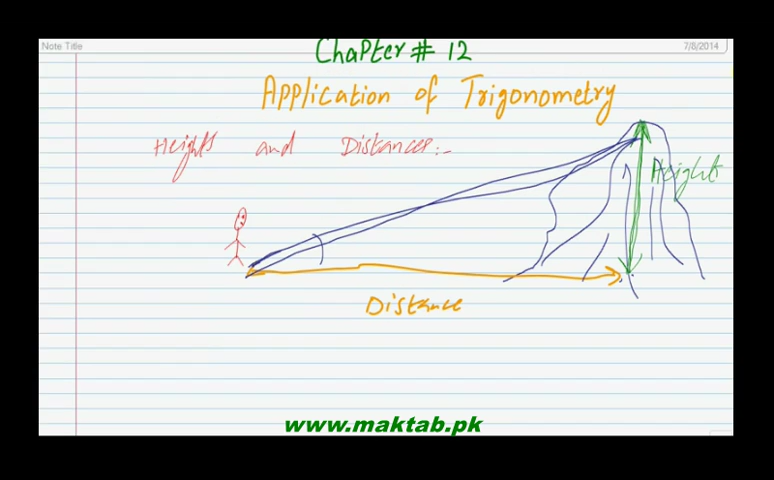 Note Title
7/8/2014
Chapter # 12
Application of Trigonometry
Heights and Distances:-
Height
Distance
www.maktab.pk